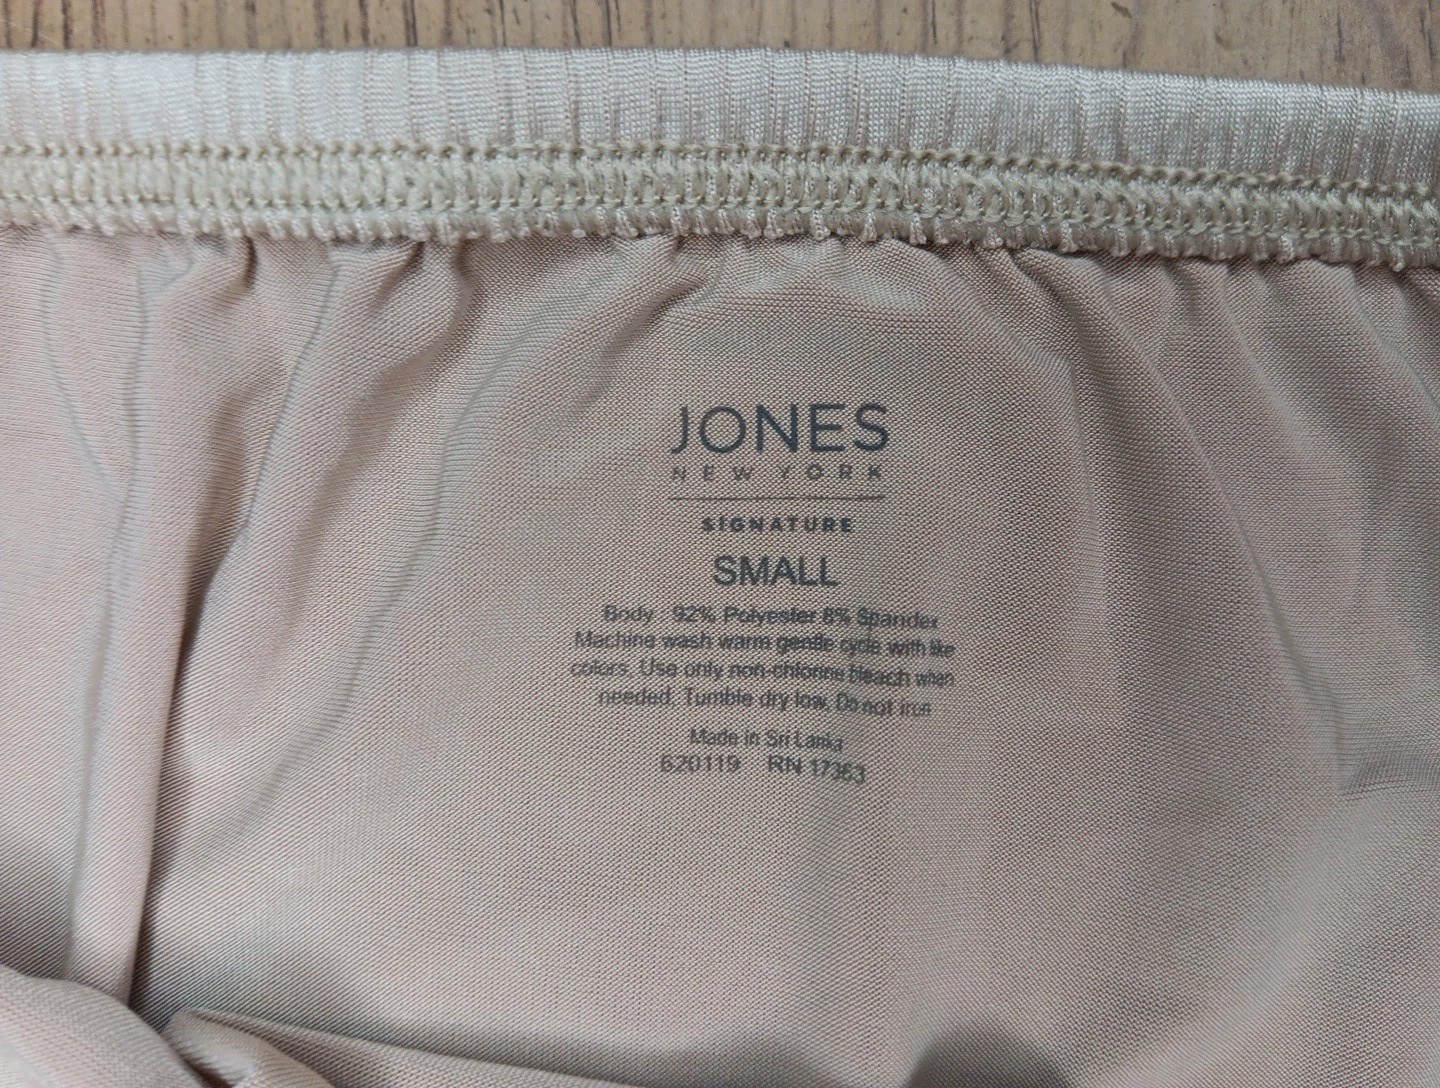 JONES
NEW YORK
SIGNATURE
SMALL
Body : 92% Polyester 8% Spandex
Machine wash warm gentle cycle with like
colors. Use only non-chlorine bleach when
needed. Tumble dry low. Do not iron
Made in Sri Lanka
620119 RN 17363